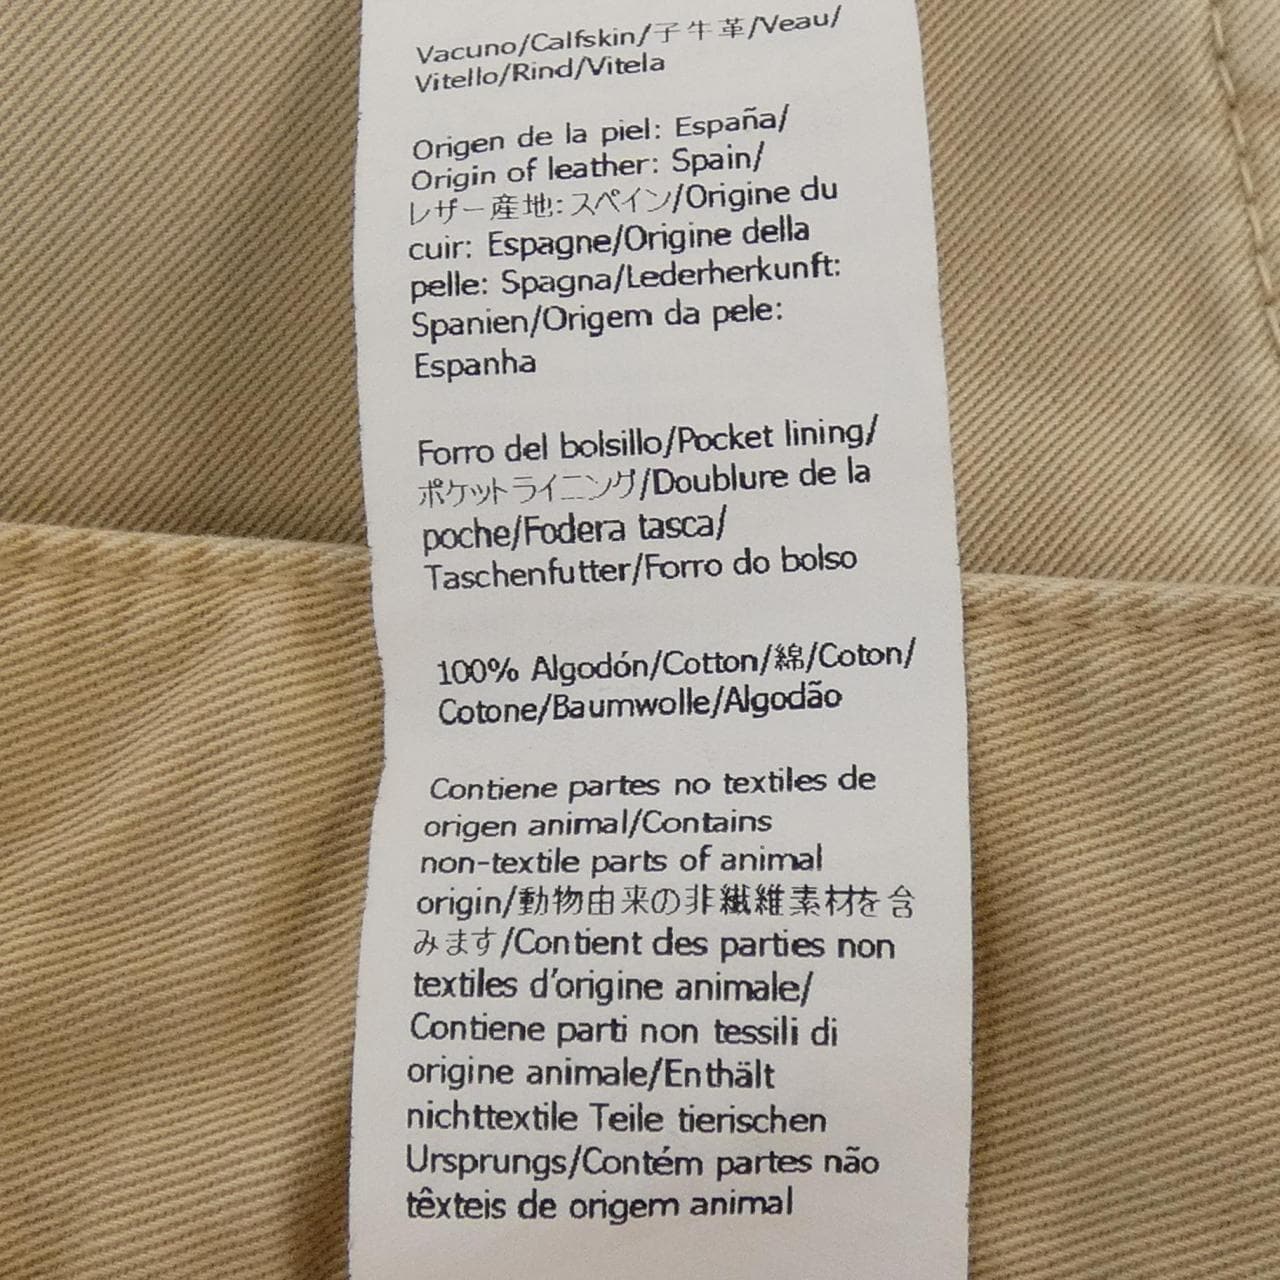 Vacuno/Calfskin/子牛革/Veau/
Vitello/Rind/Vitela
Origen de la piel: España/
Origin of leather: Spain/
レザー産地: スペイン/Origine du
cuir: Espagne/Origine della
pelle: Spagna/Lederherkunft:
Spanien/Origem da pele:
Espanha
Forro del bolsillo/Pocket lining/
ポケットライニング/Doublure de la
poche/Fodera tasca/
Taschenfutter/Forro do bolso
100% Algodón/Cotton/綿/Coton/
Cotone/Baumwolle/Algodão
Contiene partes no textiles de
origen animal/Contains
non-textile parts of animal
origin/動物由来の非繊維素材を含
みます/Contient des parties non
textiles d'origine animale/
Contiene parti non tessili di
origine animale/Enthält
nichttextile Teile tierischen
Ursprungs/Contém partes não
têxteis de origem animal